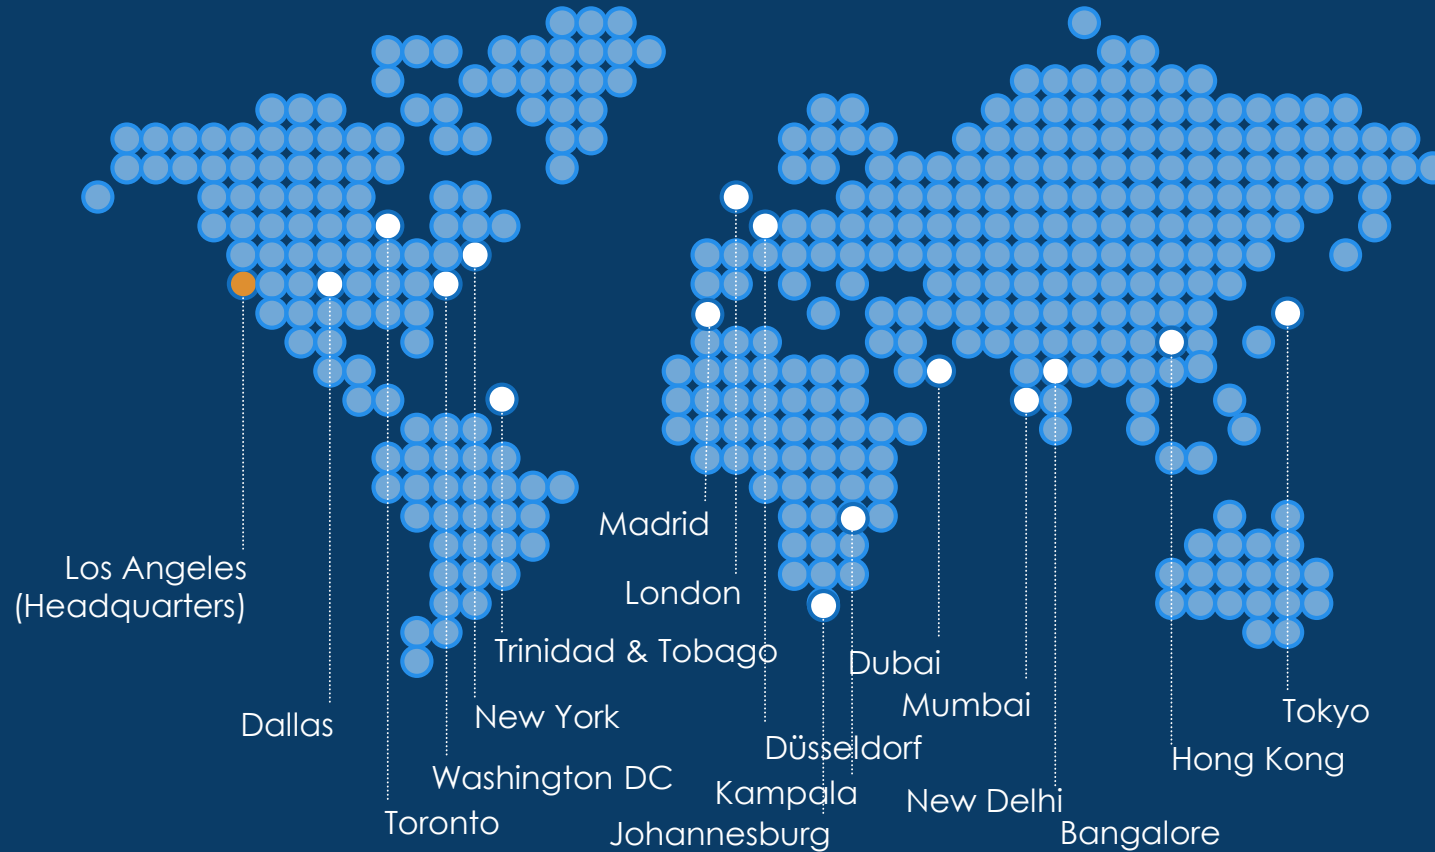 Madrid
Los Angeles
(Headquarters)
London
Trinidad & Tobago
Dubai
Mumbai
Dallas
New York
Tokyo
Düsseldorf
Hong Kong
Washington DC
Kampala
New Delhi
Toronto
Johannesburg
Bangalore